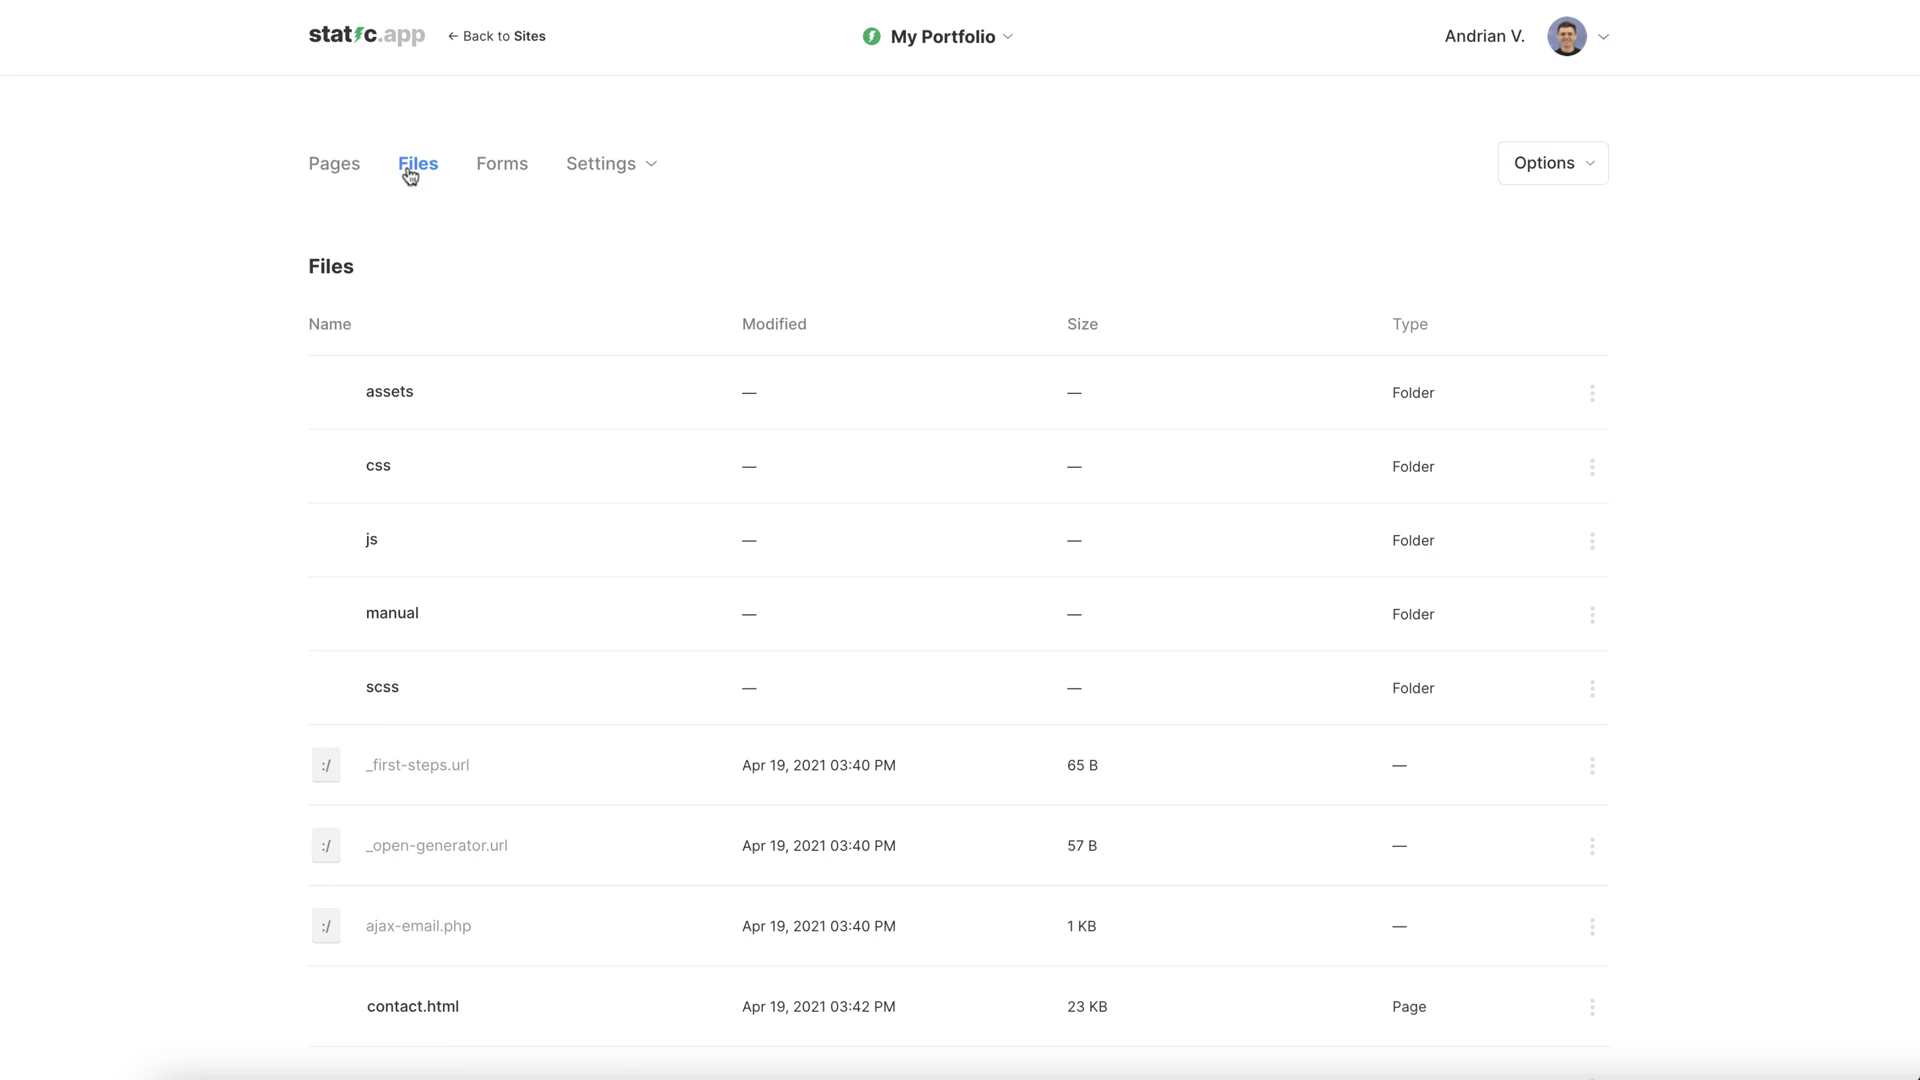 static.app
← Back to Sites
My Portfolio
Andrian V.
Pages
Files
Forms
Settings
Options
Files
Name Modified Size Type
assets — — Folder
css — — Folder
js — — Folder
manual — — Folder
scss — — Folder
:/ _first-steps.url Apr 19, 2021 03:40 PM 65 B —
:/ _open-generator.url Apr 19, 2021 03:40 PM 57 B —
:/ ajax-email.php Apr 19, 2021 03:40 PM 1 KB —
contact.html Apr 19, 2021 03:42 PM 23 KB Page